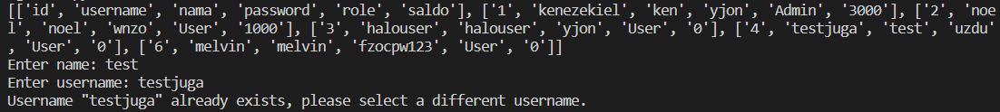 [['id', 'username', 'nama', 'password', 'role', 'saldo'], ['1', 'kenezekiel', 'ken', 'yjon', 'Admin', '3000'], ['2', 'noe
l', 'noel', 'wnzo', 'User', '1000'], ['3', 'halouser', 'halouser', 'yjon', 'User', '0'], ['4', 'testjuga', 'test', 'uzdu'
, 'User', '0'], ['6', 'melvin', 'melvin', 'fzocpw123', 'User', '0']]
Enter name: test
Enter username: testjuga
Username "testjuga" already exists, please select a different username.